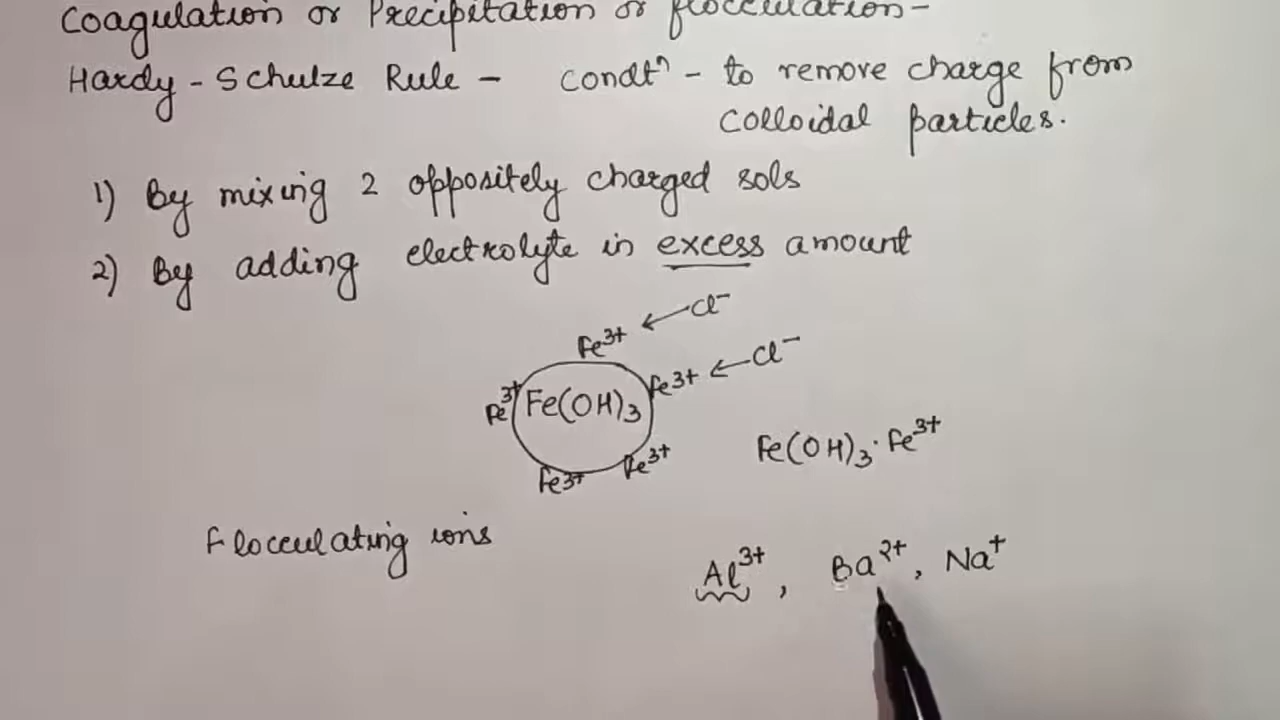 Coagulation or Precipitation or flocculation-
Hardy - Schulze Rule - condtⁿ - to remove charge from
colloidal particles.
1) By mixing 2 oppositely charged sols
2) By adding electrolyte in excess amount
Fe³⁺ ← Cl⁻
Fe³⁺ Fe(OH)₃ Fe³⁺ ← Cl⁻
Fe³⁺ Fe³⁺
Fe(OH)₃·Fe³⁺
Flocculating ions
Al³⁺, Ba²⁺, Na⁺